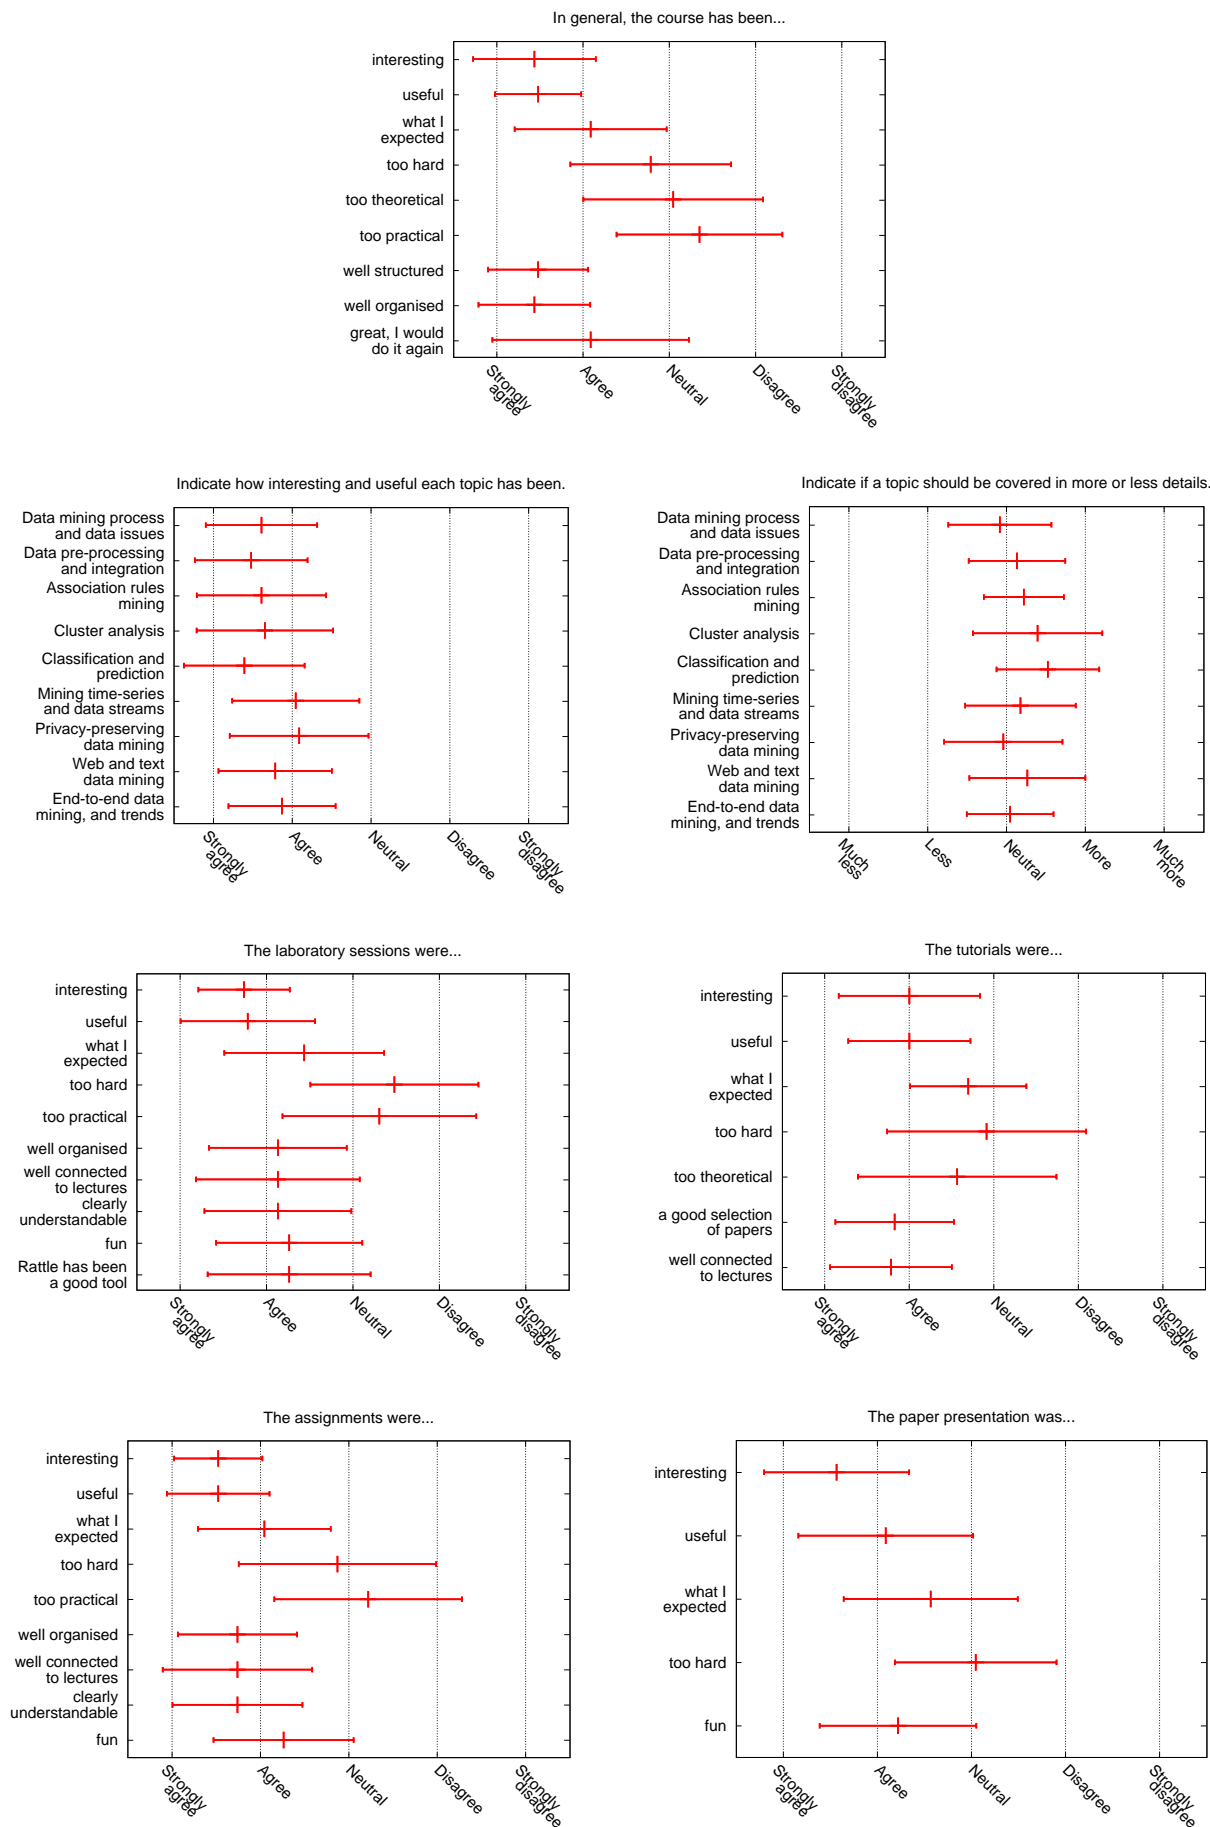 In general, the course has been...
interesting
useful
what I
expected
too hard
too theoretical
too practical
well structured
well organised
great, I would
do it again
Strongly
agree
Agree
Neutral
Disagree
Strongly
disagree
Indicate how interesting and useful each topic has been.
Data mining process
and data issues
Data pre-processing
and integration
Association rules
mining
Cluster analysis
Classification and
prediction
Mining time-series
and data streams
Privacy-preserving
data mining
Web and text
data mining
End-to-end data
mining, and trends
Strongly
agree
Agree
Neutral
Disagree
Strongly
disagree
Indicate if a topic should be covered in more or less details.
Data mining process
and data issues
Data pre-processing
and integration
Association rules
mining
Cluster analysis
Classification and
prediction
Mining time-series
and data streams
Privacy-preserving
data mining
Web and text
data mining
End-to-end data
mining, and trends
Much
less
Less
Neutral
More
Much
more
The laboratory sessions were...
interesting
useful
what I
expected
too hard
too practical
well organised
well connected
to lectures
clearly
understandable
fun
Rattle has been
a good tool
Strongly
agree
Agree
Neutral
Disagree
Strongly
disagree
The tutorials were...
interesting
useful
what I
expected
too hard
too theoretical
a good selection
of papers
well connected
to lectures
Strongly
agree
Agree
Neutral
Disagree
Strongly
disagree
The assignments were...
interesting
useful
what I
expected
too hard
too practical
well organised
well connected
to lectures
clearly
understandable
fun
Strongly
agree
Agree
Neutral
Disagree
Strongly
disagree
The paper presentation was...
interesting
useful
what I
expected
too hard
fun
Strongly
agree
Agree
Neutral
Disagree
Strongly
disagree